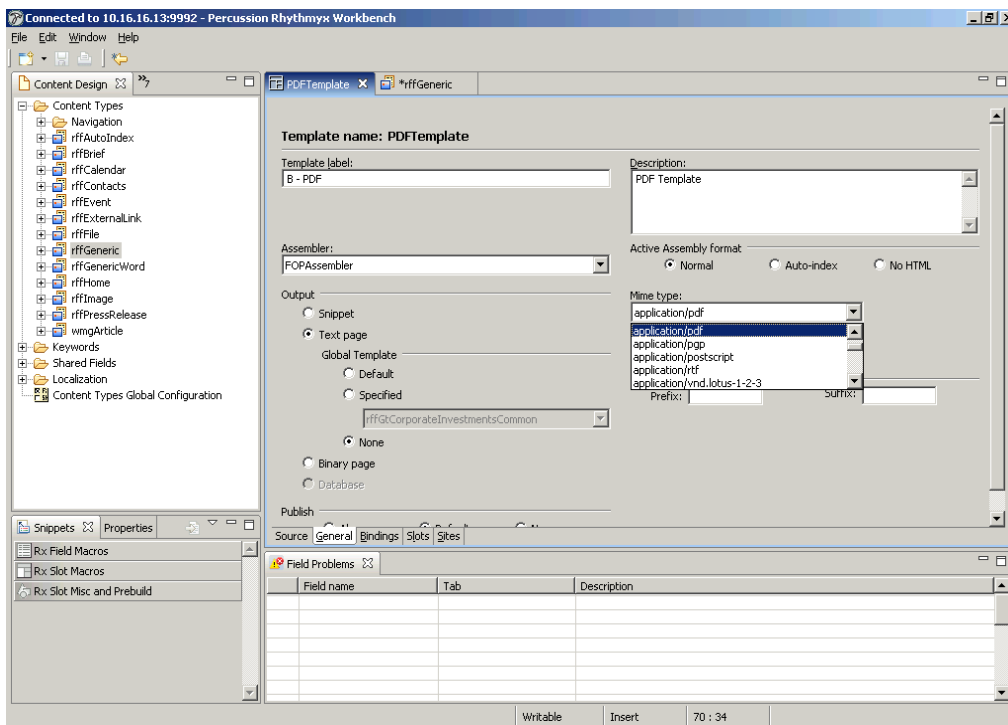 Connected to 10.16.16.13:9992 - Percussion Rhythmyx Workbench
File Edit Window Help
Content Design
7
Content Types
Navigation
rffAutoIndex
rffBrief
rffCalendar
rffContacts
rffEvent
rffExternalLink
rffFile
rffGeneric
rffGenericWord
rffHome
rffImage
rffPressRelease
wmgArticle
Keywords
Shared Fields
Localization
Content Types Global Configuration
Snippets Properties
Rx Field Macros
Rx Slot Macros
Rx Slot Misc and Prebuild
PDFTemplate *rffGeneric
Template name: PDFTemplate
Template label:
B - PDF
Description:
PDF Template
Assembler:
FOPAssembler
Active Assembly format
Normal Auto-index No HTML
Output
Snippet
Text page
Global Template
Default
Specified
rffGtCorporateInvestmentsCommon
None
Binary page
Database
Mime type:
application/pdf
application/pdf
application/pgp
application/postscript
application/rtf
application/vnd.lotus-1-2-3
Prefix: Suffix:
Publish
Source General Bindings Slots Sites
Field Problems
Field name Tab Description
Writable Insert 70 : 34